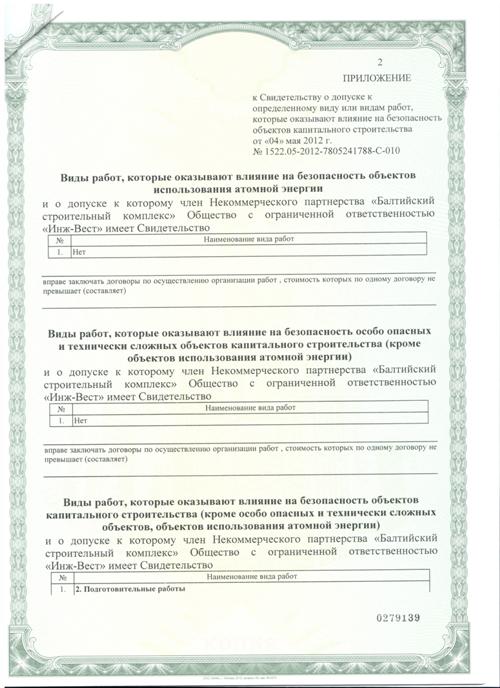 2
ПРИЛОЖЕНИЕ
к Свидетельству о допуске к
определенному виду или видам работ,
которые оказывают влияние на безопасность
объектов капитального строительства
от «04» мая 2012 г.
№ 1522.05-2012-7805241788-С-010
Виды работ, которые оказывают влияние на безопасность объектов
использования атомной энергии
и о допуске к которому член Некоммерческого партнерства «Балтийский
строительный комплекс» Общество с ограниченной ответственностью
«Инж-Вест» имеет Свидетельство
№ Наименование вида работ
1. Нет
вправе заключать договоры по осуществлению организации работ , стоимость которых по одному договору не
превышает (составляет)
Виды работ, которые оказывают влияние на безопасность особо опасных
и технически сложных объектов капитального строительства (кроме
объектов использования атомной энергии)
и о допуске к которому член Некоммерческого партнерства «Балтийский
строительный комплекс» Общество с ограниченной ответственностью
«Инж-Вест» имеет Свидетельство
№ Наименование вида работ
1. Нет
вправе заключать договоры по осуществлению организации работ , стоимость которых по одному договору не
превышает (составляет)
Виды работ, которые оказывают влияние на безопасность объектов
капитального строительства (кроме особо опасных и технически сложных
объектов, объектов использования атомной энергии)
и о допуске к которому член Некоммерческого партнерства «Балтийский
строительный комплекс» Общество с ограниченной ответственностью
«Инж-Вест» имеет Свидетельство
№ Наименование вида работ
1. 2. Подготовительные работы
0279139
КОПИЯ